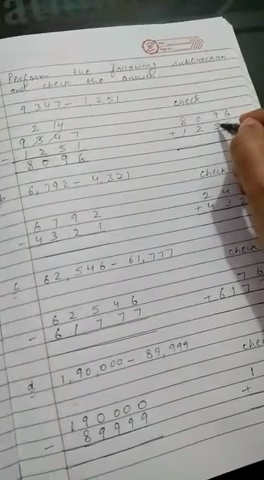 Perform the following subtraction
and check the answer
9,347 - 1,251
check
2 14
9 3 4 7
- 1 2 5 1
8 0 9 6
8 0 9 6
+ 1 2
6,792 - 4,321
6 7 9 2
- 4 3 2 1
+ 4 3 2
c 62,546 - 61,777
check
6 2 5 4 6
- 6 1 7 7 7
+ 6 1 7
d 1,90,000 - 89,999
1 9 0 0 0 0
- 8 9 9 9 9
1
+